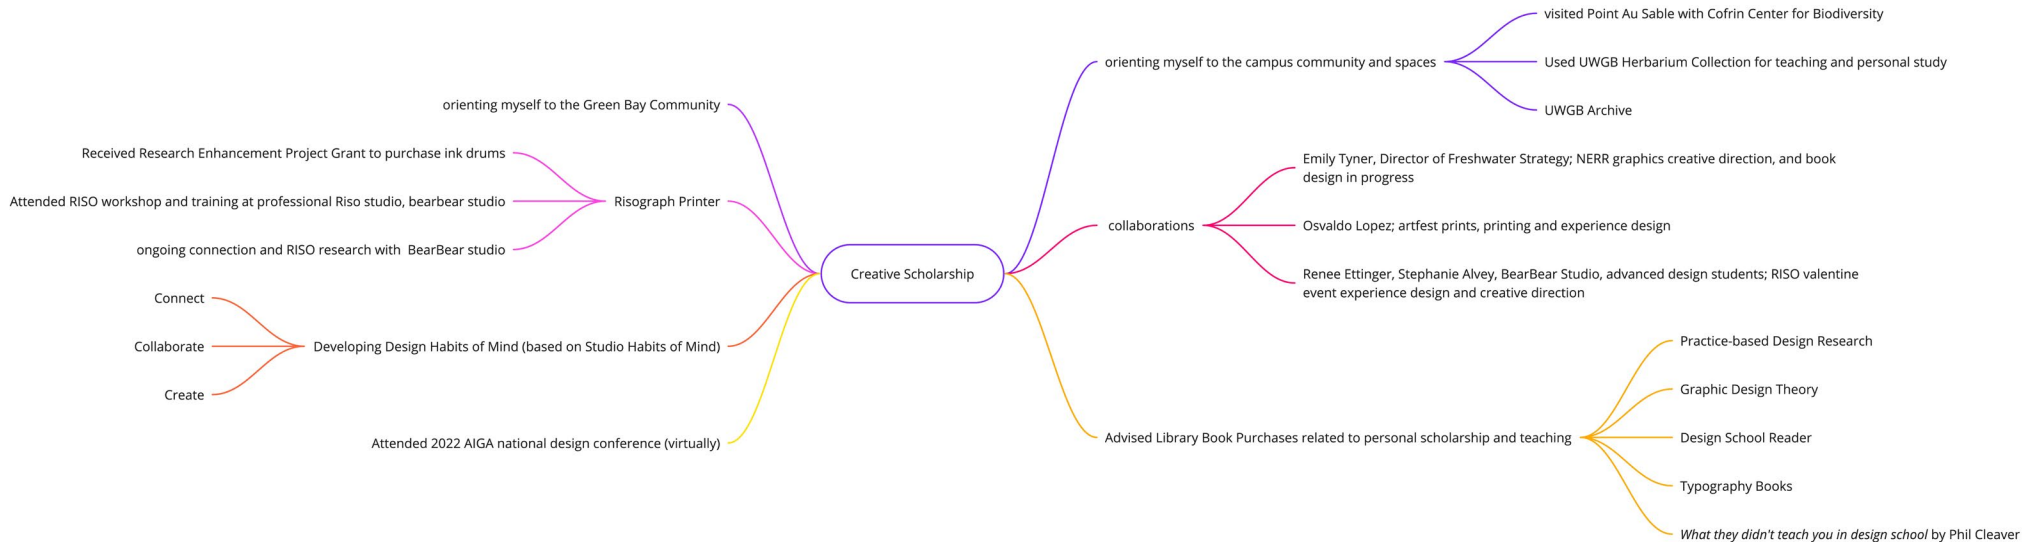 Creative Scholarship
orienting myself to the Green Bay Community
Risograph Printer
Received Research Enhancement Project Grant to purchase ink drums
Attended RISO workshop and training at professional Riso studio, bearbear studio
ongoing connection and RISO research with  BearBear studio
Developing Design Habits of Mind (based on Studio Habits of Mind)
Connect
Collaborate
Create
Attended 2022 AIGA national design conference (virtually)
orienting myself to the campus community and spaces
visited Point Au Sable with Cofrin Center for Biodiversity
Used UWGB Herbarium Collection for teaching and personal study
UWGB Archive
collaborations
Emily Tyner, Director of Freshwater Strategy; NERR graphics creative direction, and book
design in progress
Osvaldo Lopez; artfest prints, printing and experience design
Renee Ettinger, Stephanie Alvey, BearBear Studio, advanced design students; RISO valentine
event experience design and creative direction
Advised Library Book Purchases related to personal scholarship and teaching
Practice-based Design Research
Graphic Design Theory
Design School Reader
Typography Books
What they didn't teach you in design school by Phil Cleaver